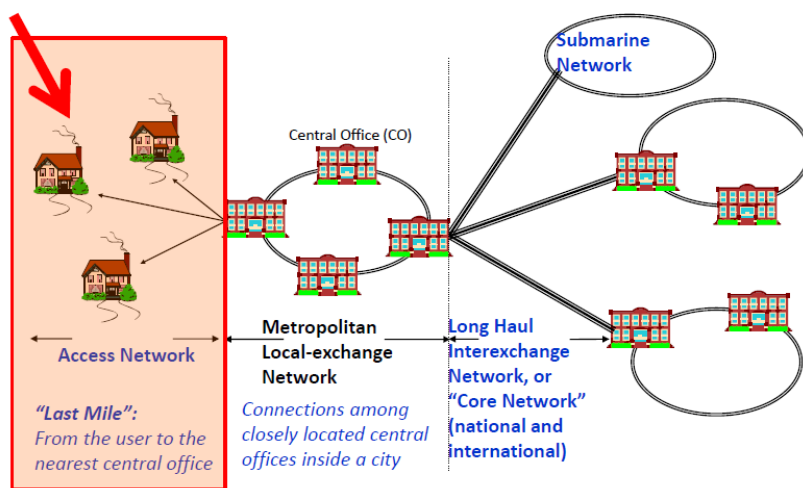 Submarine
Network
Central Office (CO)
Access Network
Metropolitan
Local-exchange
Network
Long Haul
Interexchange
Network, or
“Core Network”
(national and
international)
“Last Mile”:
From the user to the
nearest central office
Connections among
closely located central
offices inside a city